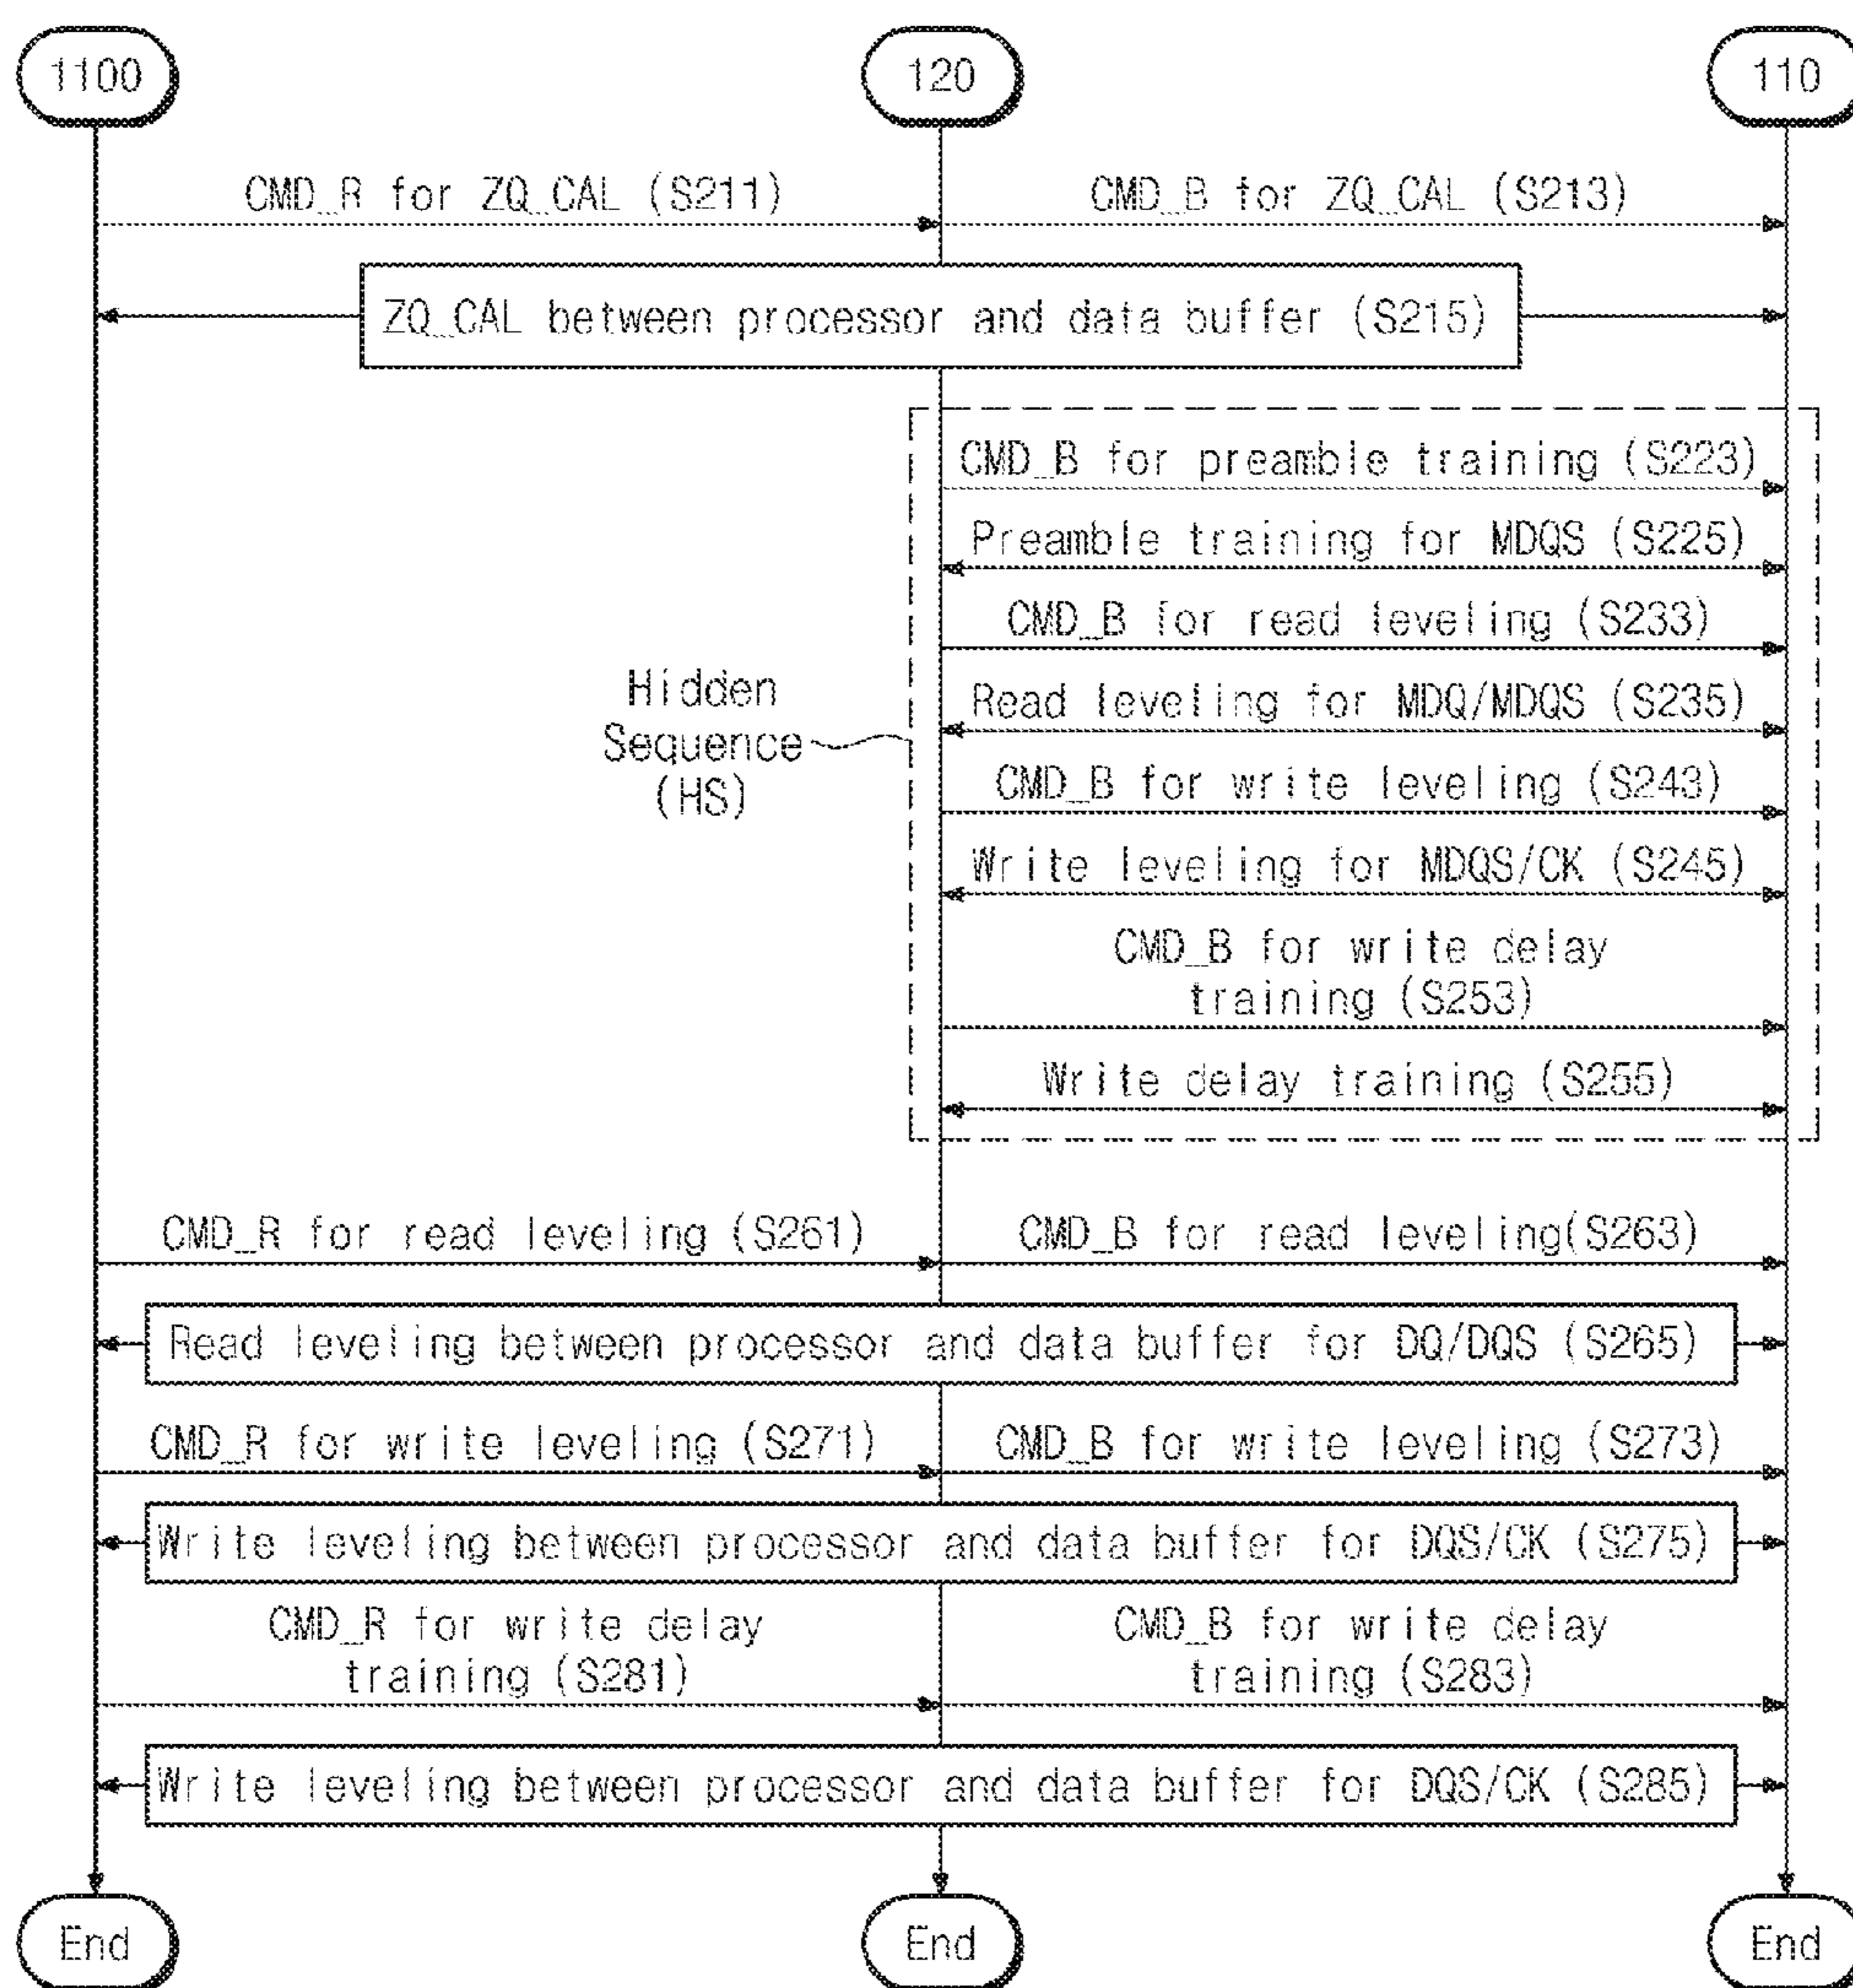 1100
120
110
CMD_R for ZQ_CAL (S211)
CMD_B for ZQ_CAL (S213)
ZQ_CAL between processor and data buffer (S215)
CMD_B for preamble training (S223)
Preamble training for MDQS (S225)
CMD_B for read leveling (S233)
Hidden
Sequence
(HS)
Read leveling for MDQ/MDQS (S235)
CMD_B for write leveling (S243)
Write leveling for MDQS/CK (S245)
CMD_B for write delay
training (S253)
Write delay training (S255)
CMD_R for read leveling (S261)
CMD_B for read leveling(S263)
Read leveling between processor and data buffer for DQ/DQS (S265)
CMD_R for write leveling (S271)
CMD_B for write leveling (S273)
Write leveling between processor and data buffer for DQS/CK (S275)
CMD_R for write delay
training (S281)
CMD_B for write delay
training (S283)
Write leveling between processor and data buffer for DQS/CK (S285)
End
End
End